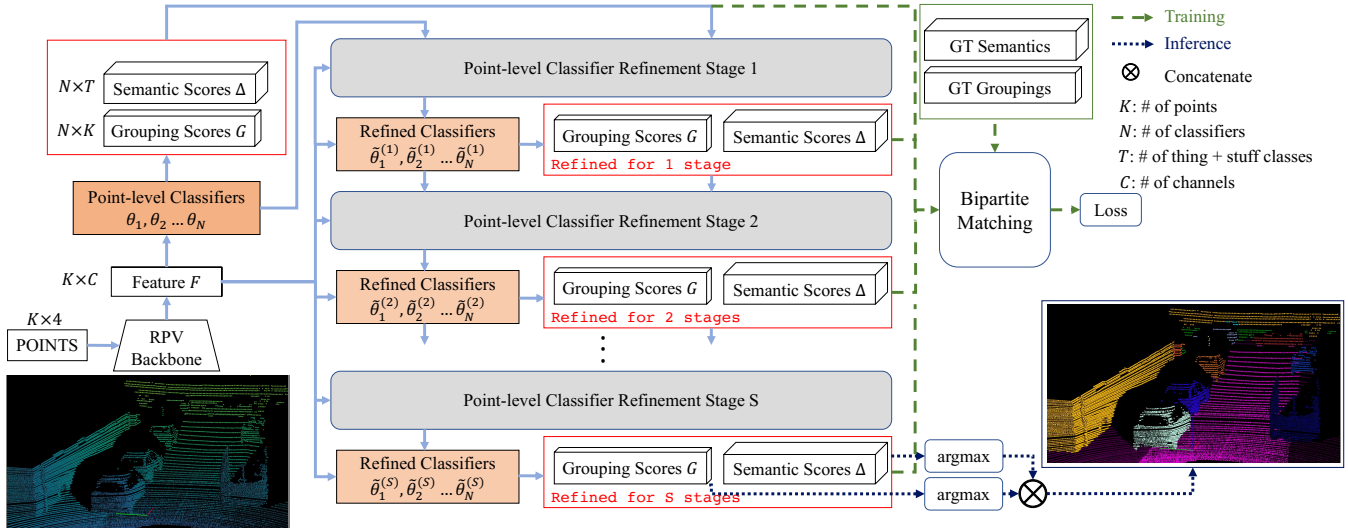 N×T
Semantic Scores Δ
N×K
Grouping Scores G
Point-level Classifiers
θ₁, θ₂ … θ_N
K×C
Feature F
K×4
POINTS
RPV
Backbone
Point-level Classifier Refinement Stage 1
Refined Classifiers
θ̃₁⁽¹⁾, θ̃₂⁽¹⁾ … θ̃_N⁽¹⁾
Grouping Scores G
Semantic Scores Δ
Refined for 1 stage
Point-level Classifier Refinement Stage 2
Refined Classifiers
θ̃₁⁽²⁾, θ̃₂⁽²⁾ … θ̃_N⁽²⁾
Grouping Scores G
Semantic Scores Δ
Refined for 2 stages
⋮
Point-level Classifier Refinement Stage S
Refined Classifiers
θ̃₁⁽ˢ⁾, θ̃₂⁽ˢ⁾ … θ̃_N⁽ˢ⁾
Grouping Scores G
Semantic Scores Δ
Refined for S stages
argmax
argmax
GT Semantics
GT Groupings
Bipartite
Matching
Loss
Training
Inference
Concatenate
K: # of points
N: # of classifiers
T: # of thing + stuff classes
C: # of channels